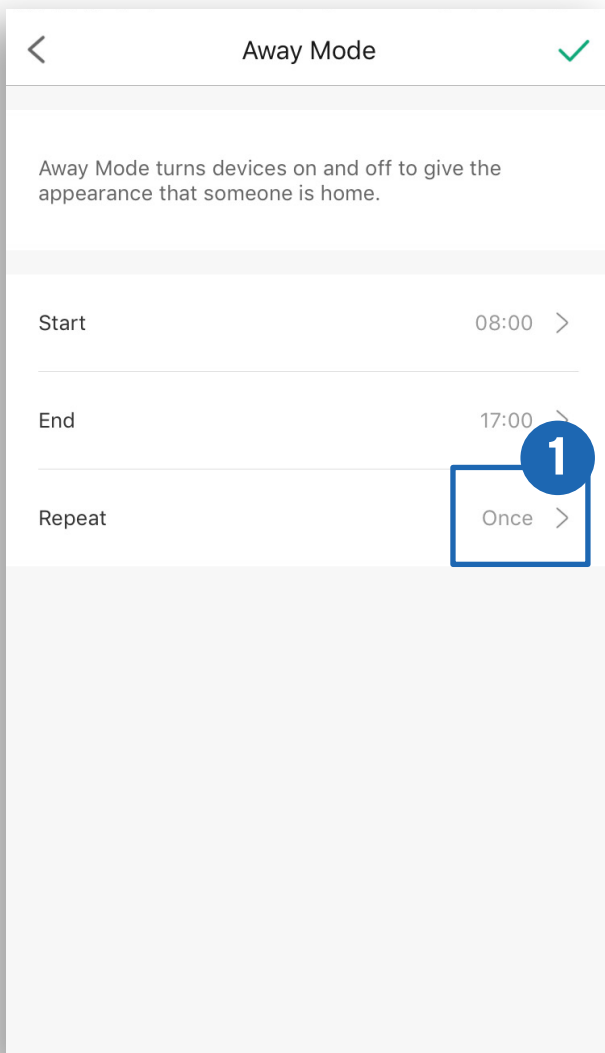 Away Mode
Away Mode turns devices on and off to give the
appearance that someone is home.
Start 08:00
End 17:00
1
Repeat Once